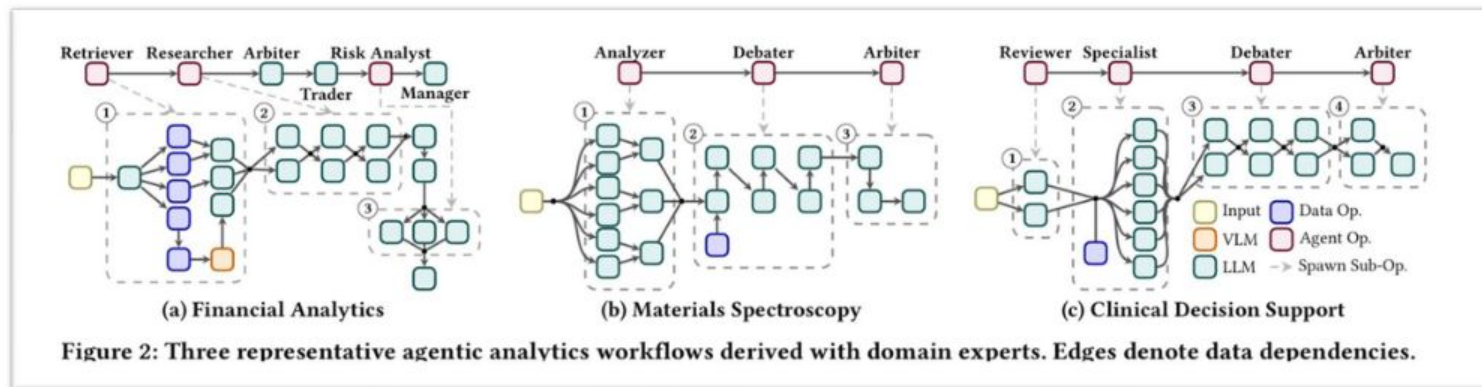 Retriever Researcher Arbiter Risk Analyst
Trader Manager
1
2
3
(a) Financial Analytics
Analyzer Debater Arbiter
1
2
3
(b) Materials Spectroscopy
Reviewer Specialist Debater Arbiter
1
2
3
4
Input Data Op.
VLM Agent Op.
LLM Spawn Sub-Op.
(c) Clinical Decision Support
Figure 2: Three representative agentic analytics workflows derived with domain experts. Edges denote data dependencies.